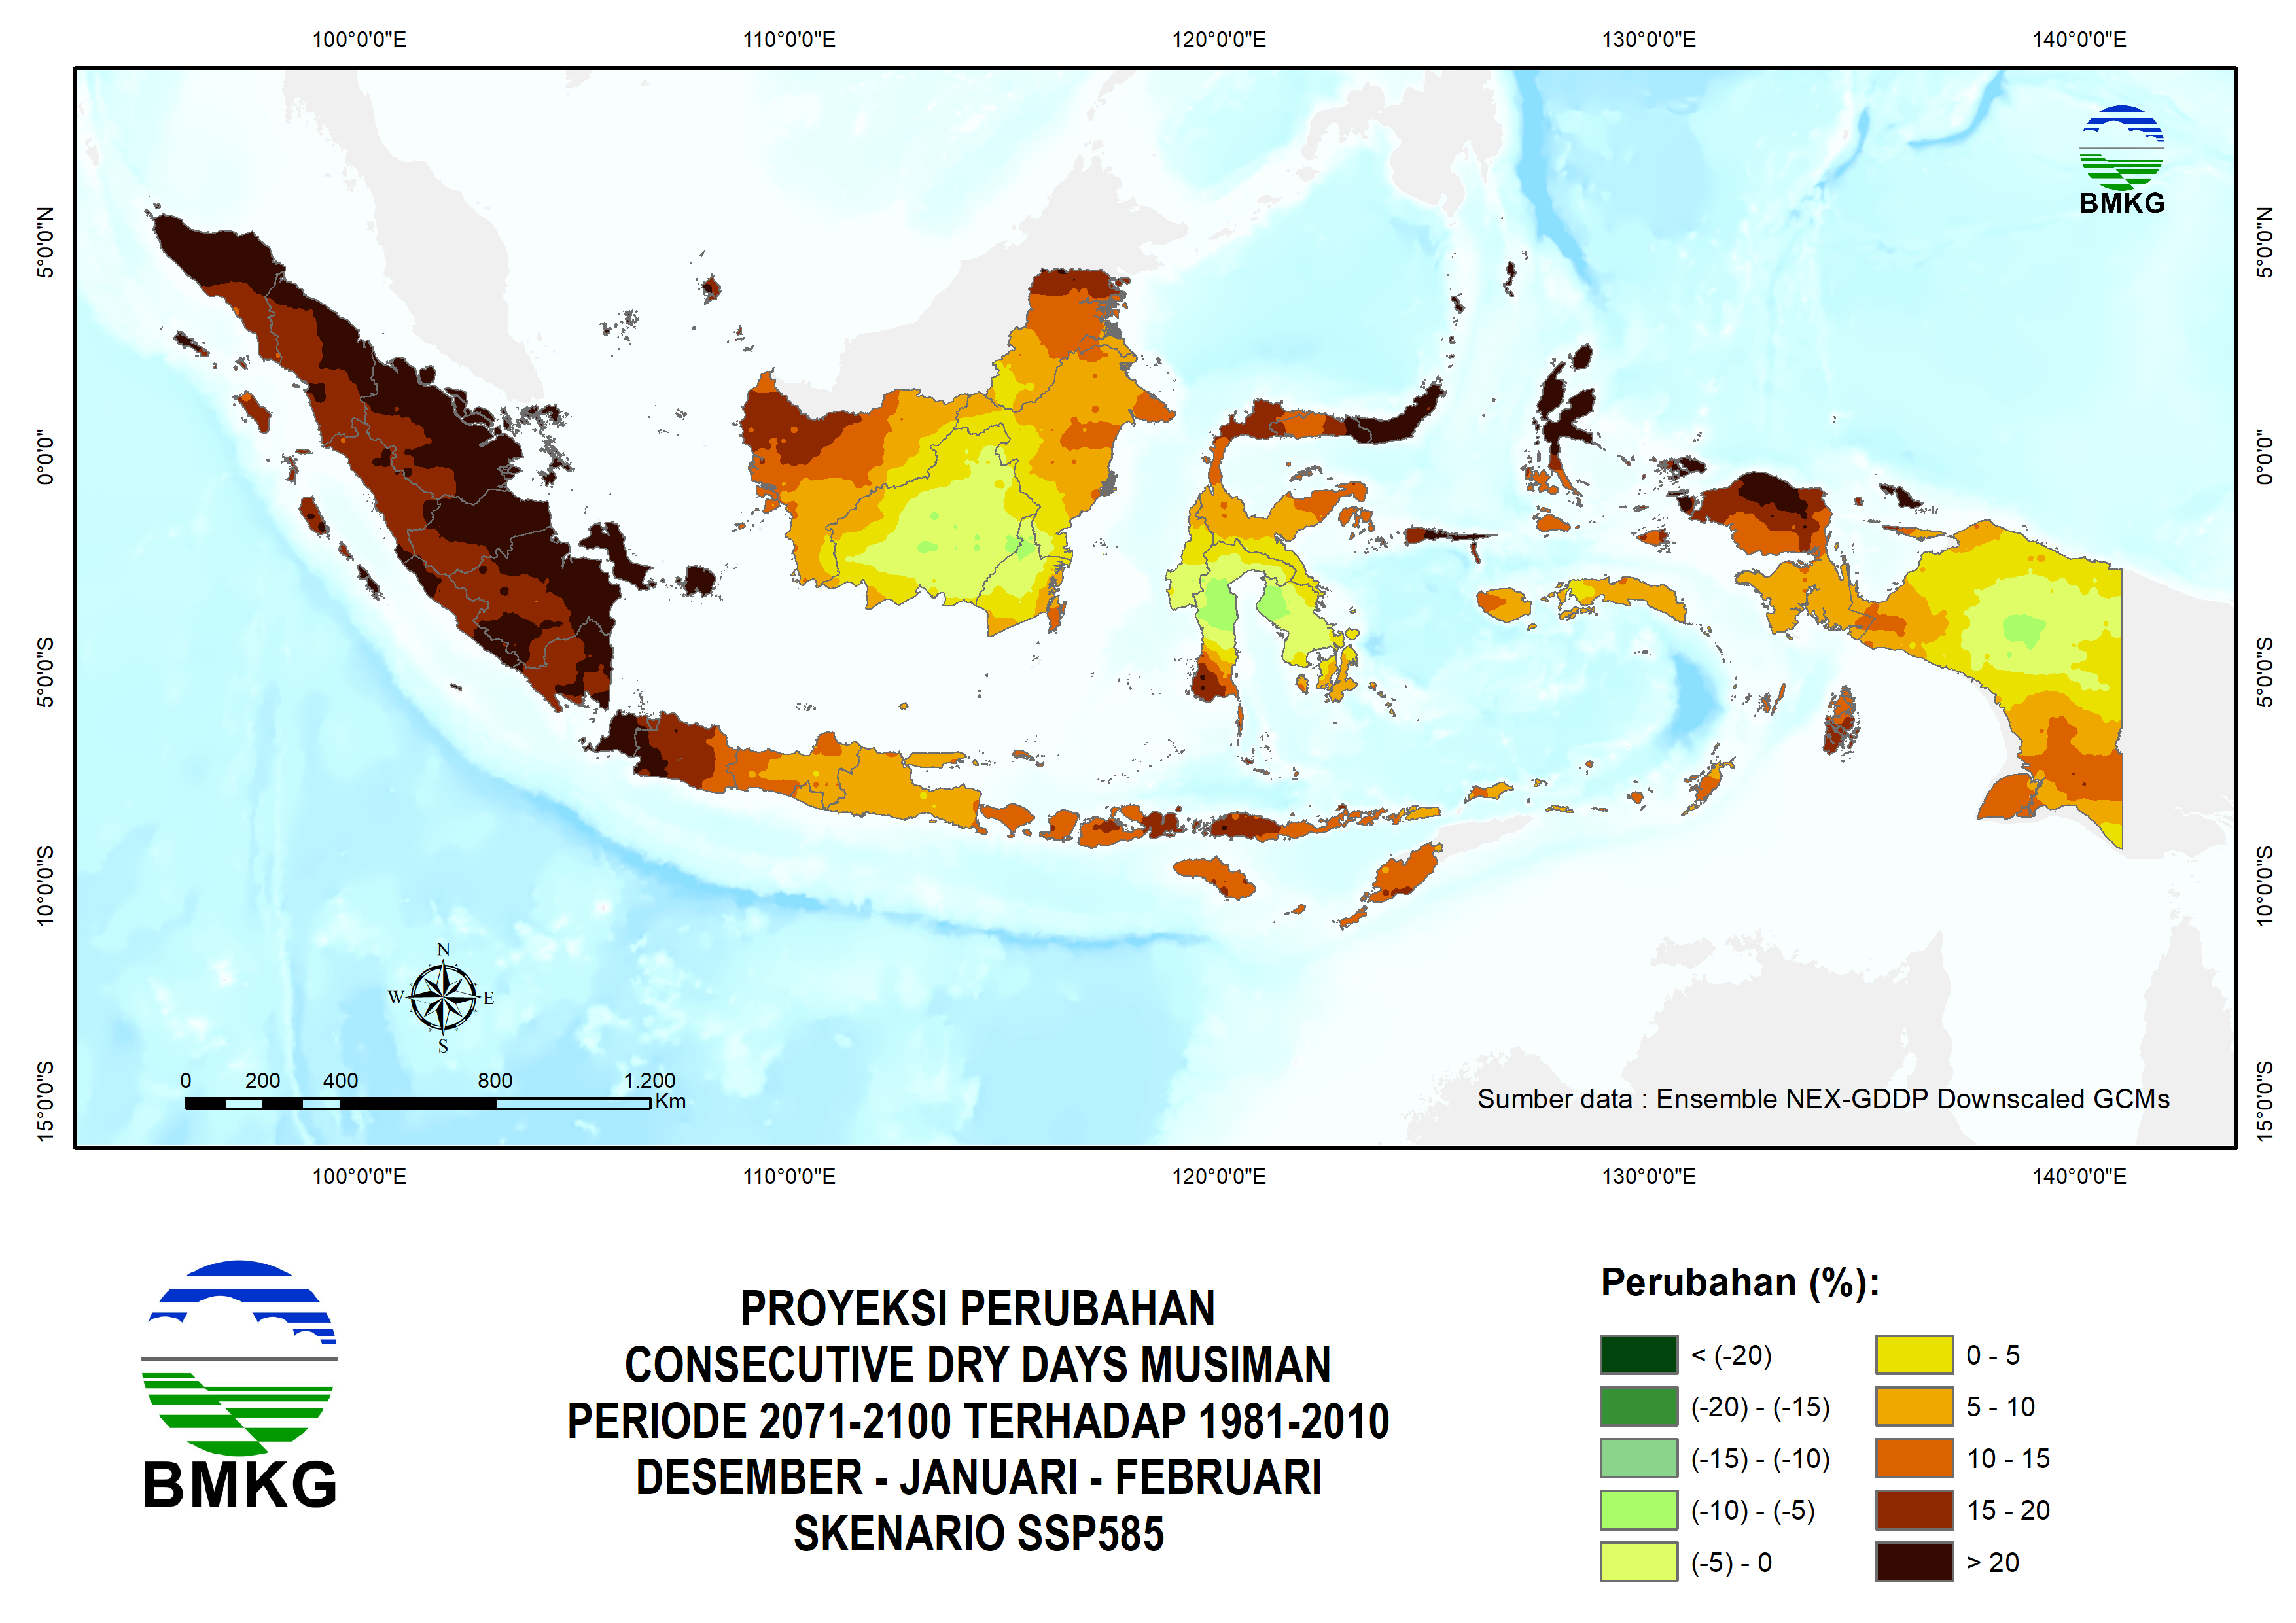 100°0'0"E 110°0'0"E 120°0'0"E 130°0'0"E 140°0'0"E
5°0'0"N
0°0'0"
5°0'0"S
10°0'0"S
15°0'0"S
BMKG
5°0'0"N
0°0'0"
5°0'0"S
10°0'0"S
15°0'0"S
N
W E
S
0 200 400 800 1.200
Km
Sumber data : Ensemble NEX-GDDP Downscaled GCMs
100°0'0"E 110°0'0"E 120°0'0"E 130°0'0"E 140°0'0"E
BMKG
PROYEKSI PERUBAHAN
CONSECUTIVE DRY DAYS MUSIMAN
PERIODE 2071-2100 TERHADAP 1981-2010
DESEMBER - JANUARI - FEBRUARI
SKENARIO SSP585
Perubahan (%):
< (-20)
(-20) - (-15)
(-15) - (-10)
(-10) - (-5)
(-5) - 0
0 - 5
5 - 10
10 - 15
15 - 20
> 20